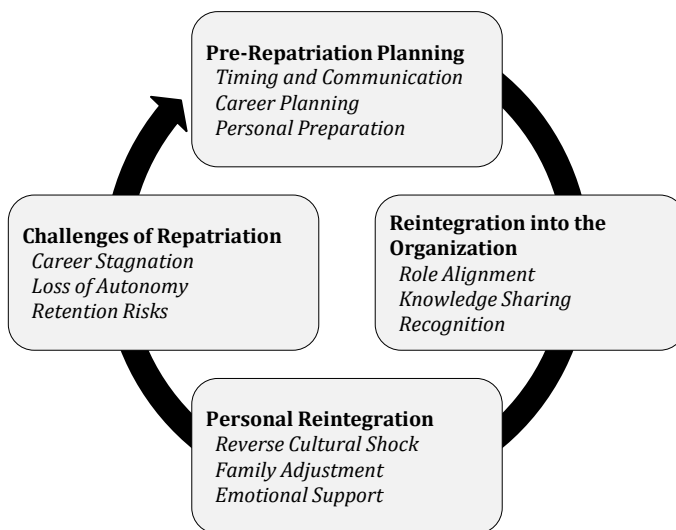 Pre-Repatriation Planning
Timing and Communication
Career Planning
Personal Preparation
Reintegration into the
Organization
Role Alignment
Knowledge Sharing
Recognition
Personal Reintegration
Reverse Cultural Shock
Family Adjustment
Emotional Support
Challenges of Repatriation
Career Stagnation
Loss of Autonomy
Retention Risks